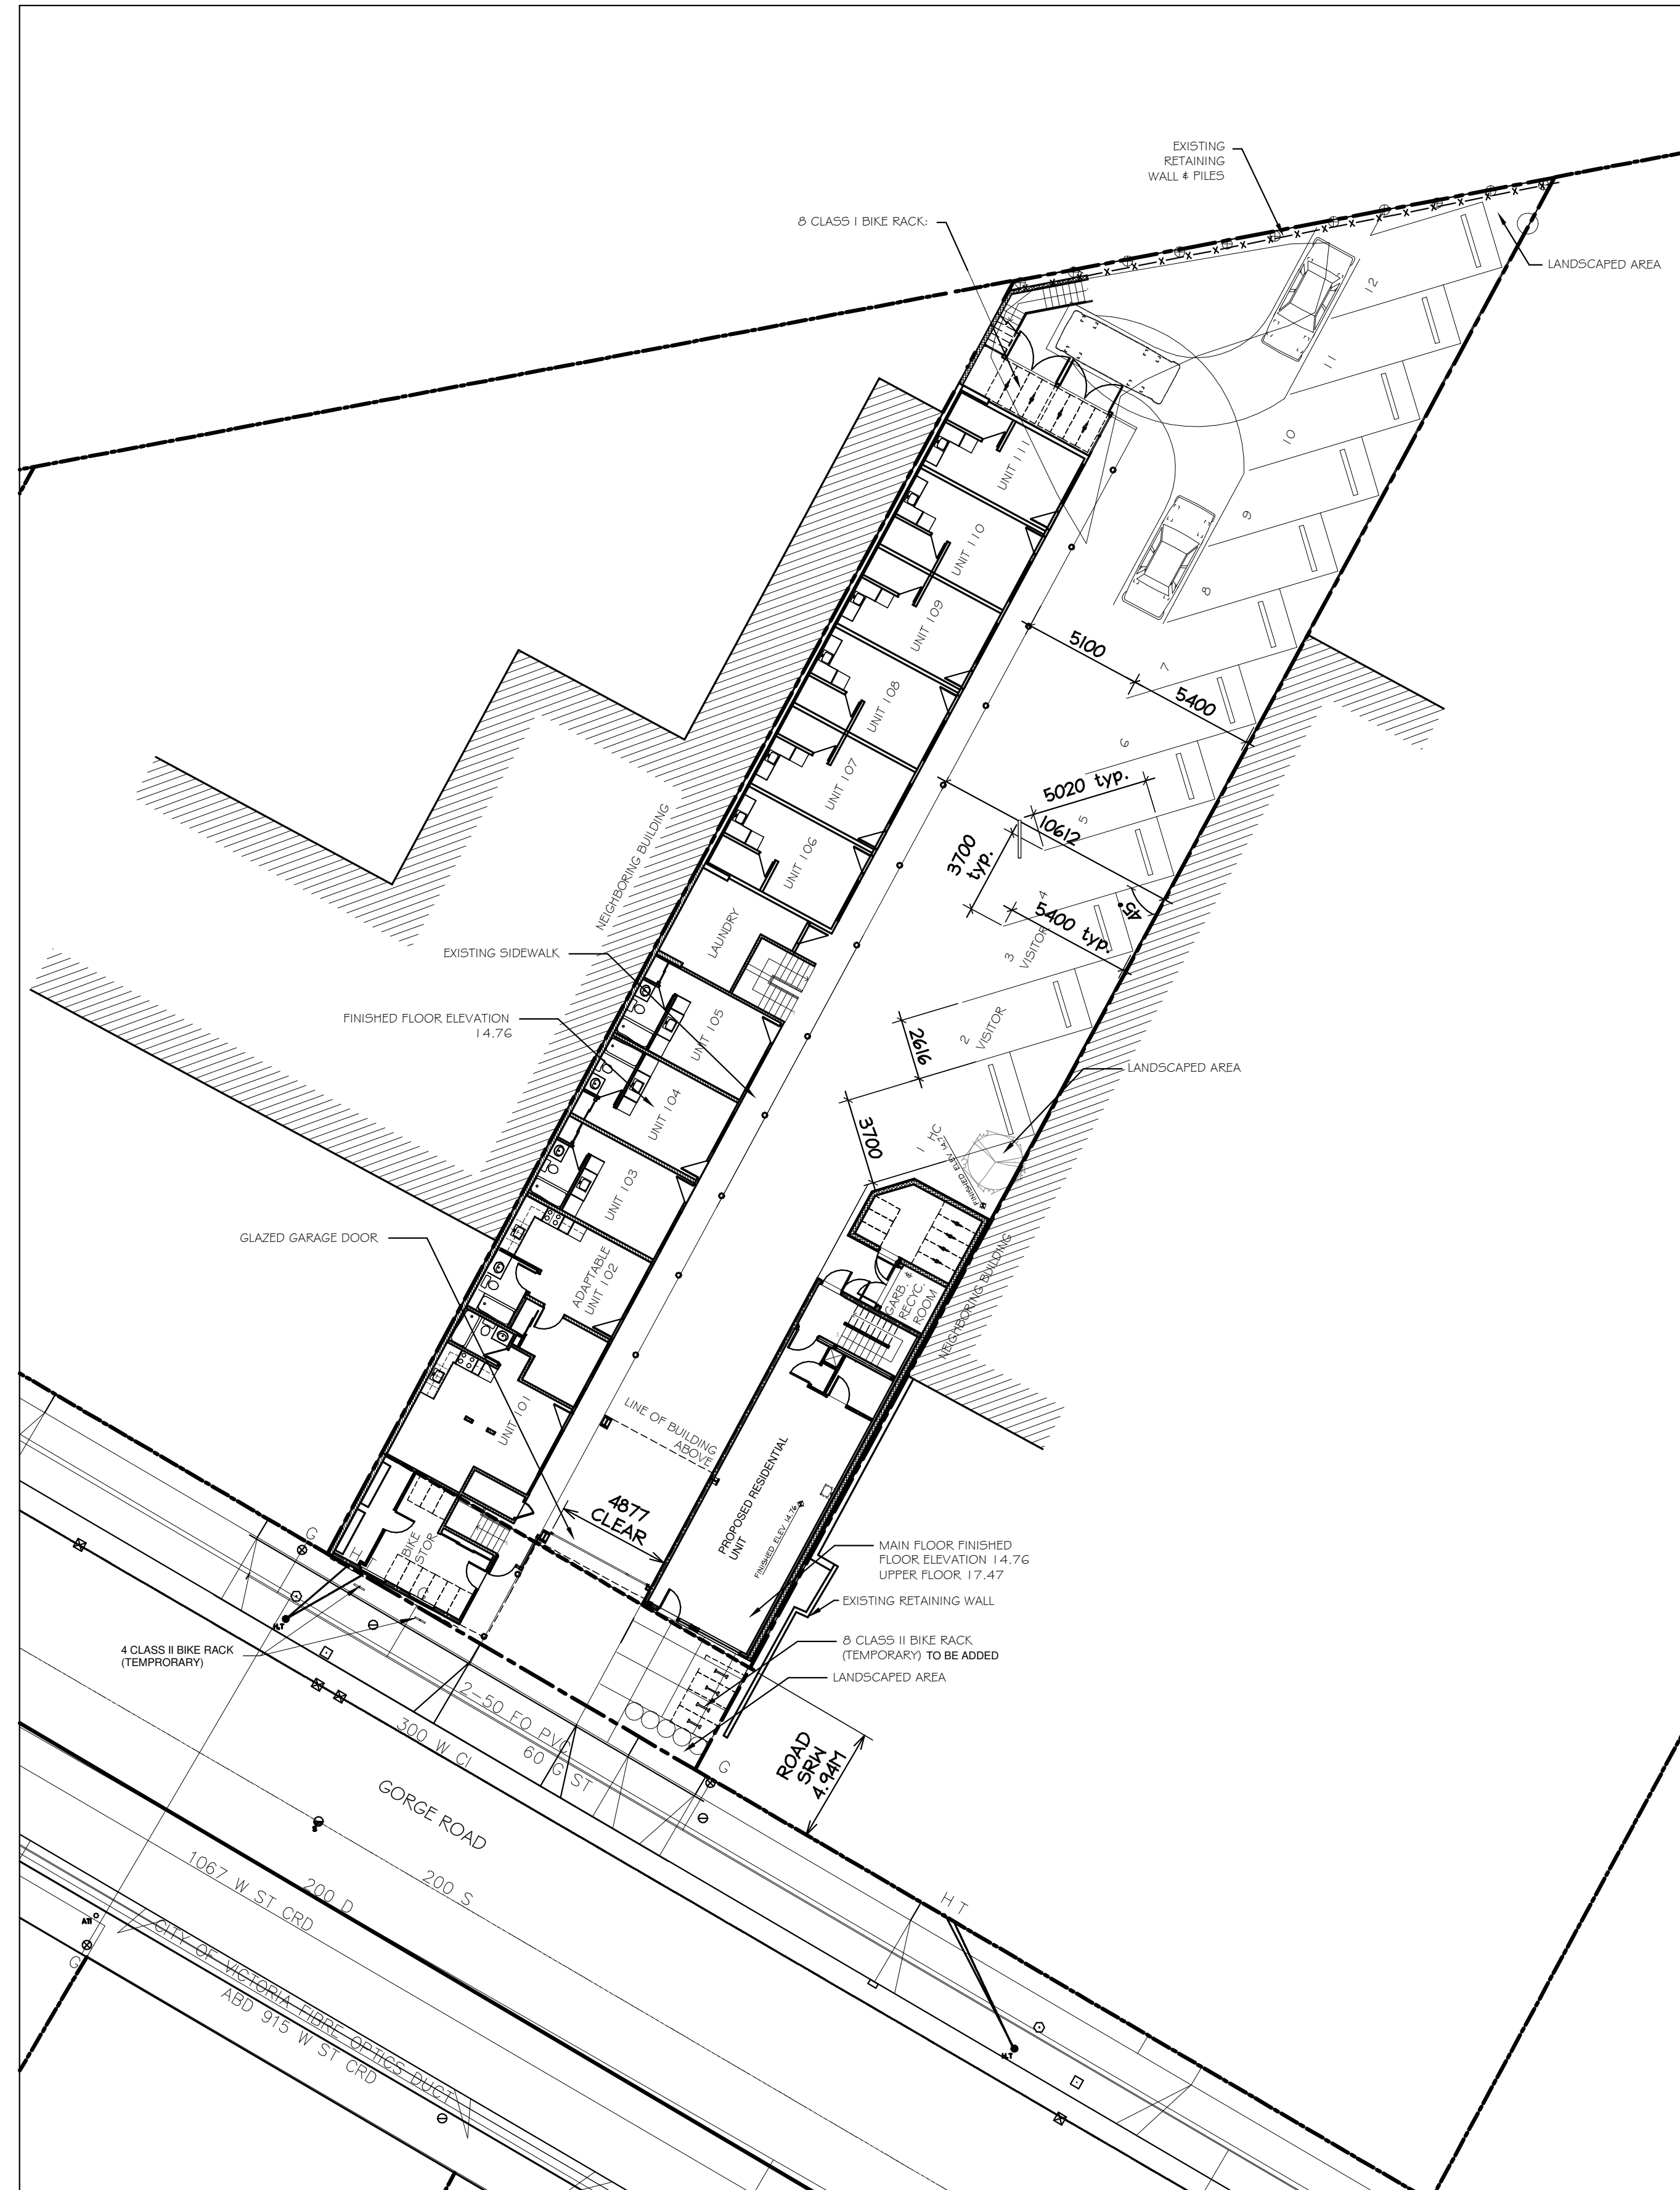 EXISTING
RETAINING
WALL & PILES
8 CLASS I BIKE RACK:
LANDSCAPED AREA
12
11
10
9
8
7
6
5
4
3
VISITOR
2
VISITOR
1 HC
FINISHED ELEV 14.76
UNIT 111
UNIT 110
UNIT 109
UNIT 108
UNIT 107
UNIT 106
LAUNDRY
UNIT 105
UNIT 104
UNIT 103
ADAPTABLE
UNIT 102
UNIT 101
BIKE
STOR
5100
5400
5020 typ.
10612
3700
typ.
5400 typ.
45°
2616
3700
NEIGHBORING BUILDING
EXISTING SIDEWALK
FINISHED FLOOR ELEVATION
14.76
LANDSCAPED AREA
GLAZED GARAGE DOOR
GARB. &
RECYC.
ROOM
NEIGHBORING BUILDING
LINE OF BUILDING
ABOVE
4877
CLEAR
PROPOSED RESIDENTIAL
UNIT
FINISHED ELEV 14.76
MAIN FLOOR FINISHED
FLOOR ELEVATION 14.76
UPPER FLOOR 17.47
EXISTING RETAINING WALL
8 CLASS II BIKE RACK
(TEMPORARY) TO BE ADDED
LANDSCAPED AREA
4 CLASS II BIKE RACK
(TEMPRORARY)
ROAD
SRW
4.94M
G
H T
G
G
2-50 FO PVC
60 G ST
300 W CI
GORGE ROAD
200 S
200 D
1067 W ST CRD
CITY OF VICTORIA FIBRE OPTICS DUCT
ABD 915 W ST CRD
H T
G
S